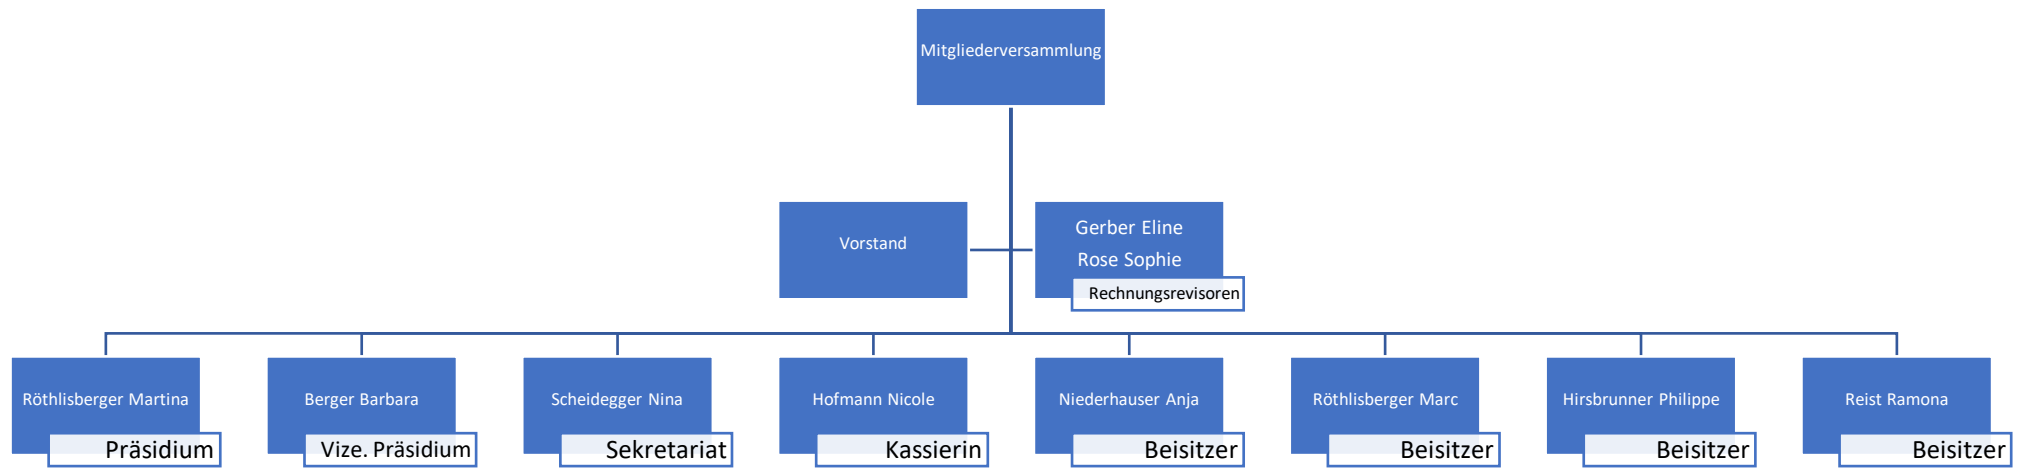 Mitgliederversammlung
Vorstand
Gerber Eline
Rose Sophie
Rechnungsrevisoren
Röthlisberger Martina
Präsidium
Berger Barbara
Vize. Präsidium
Scheidegger Nina
Sekretariat
Hofmann Nicole
Kassierin
Niederhauser Anja
Beisitzer
Röthlisberger Marc
Beisitzer
Hirsbrunner Philippe
Beisitzer
Reist Ramona
Beisitzer